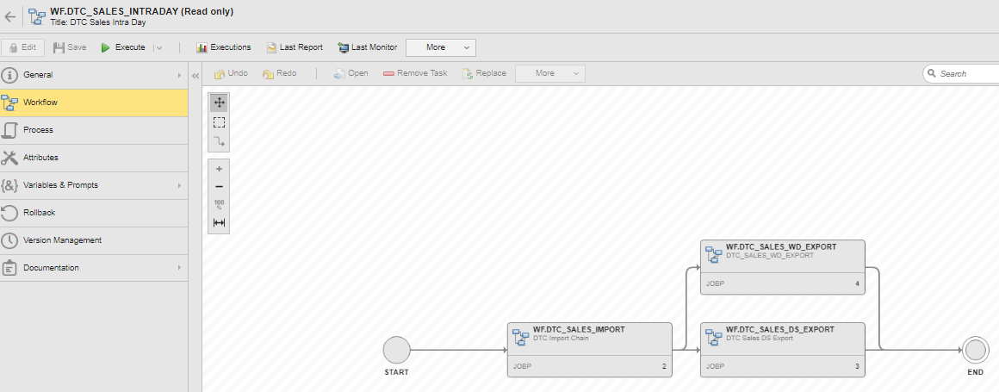 WF.DTC_SALES_INTRADAY (Read only)
Title: DTC Sales Intra Day
Edit Save Execute Executions Last Report Last Monitor More
General
Workflow
Process
Attributes
Variables & Prompts
Rollback
Version Management
Documentation
Undo Redo Open Remove Task Replace More Search
100
%
START
WF.DTC_SALES_IMPORT
DTC Import Chain
JOBP 2
WF.DTC_SALES_WD_EXPORT
DTC_SALES_WD_EXPORT
JOBP 4
WF.DTC_SALES_DS_EXPORT
DTC Sales DS Export
JOBP 3
END